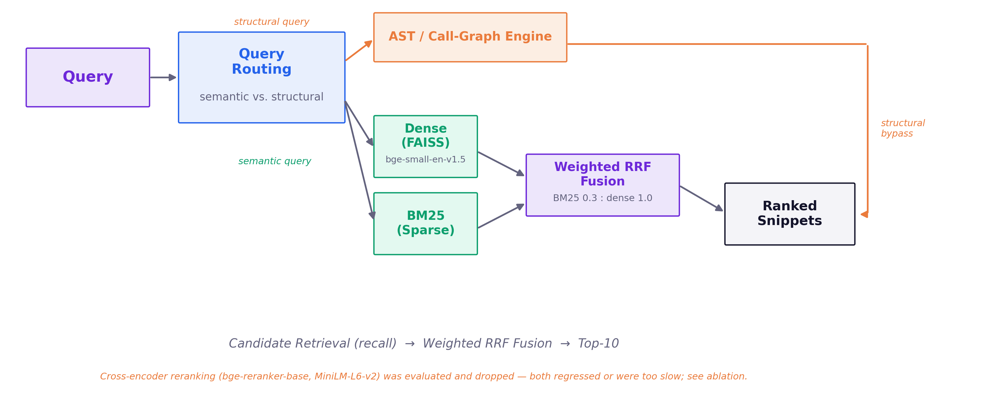 structural query
AST / Call-Graph Engine
Query
Query
Routing
semantic vs. structural
structural
bypass
semantic query
Dense
(FAISS)
bge-small-en-v1.5
Weighted RRF
Fusion
BM25 0.3 : dense 1.0
BM25
(Sparse)
Ranked
Snippets
Candidate Retrieval (recall) → Weighted RRF Fusion → Top-10
Cross-encoder reranking (bge-reranker-base, MiniLM-L6-v2) was evaluated and dropped — both regressed or were too slow; see ablation.